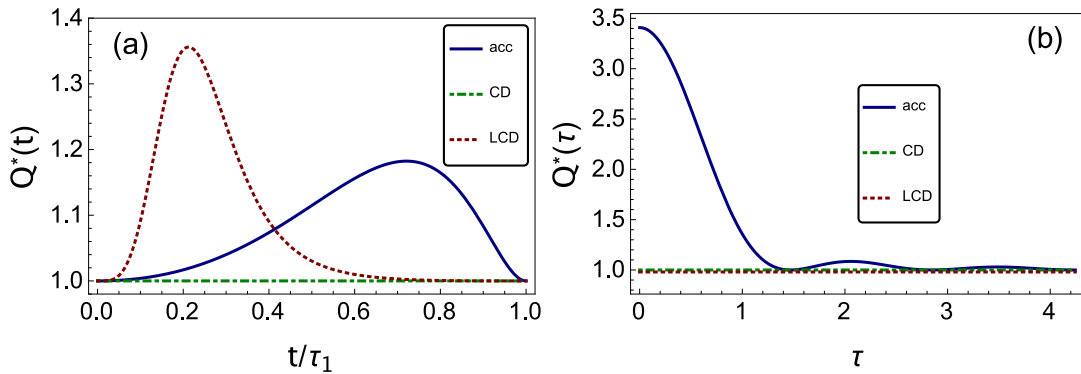 (a)
Q*(t)
1.4
1.3
1.2
1.1
1.0
acc
CD
LCD
0.0 0.2 0.4 0.6 0.8 1.0
t/τ1
(b)
Q*(τ)
3.5
3.0
2.5
2.0
1.5
1.0
acc
CD
LCD
0 1 2 3 4
τ